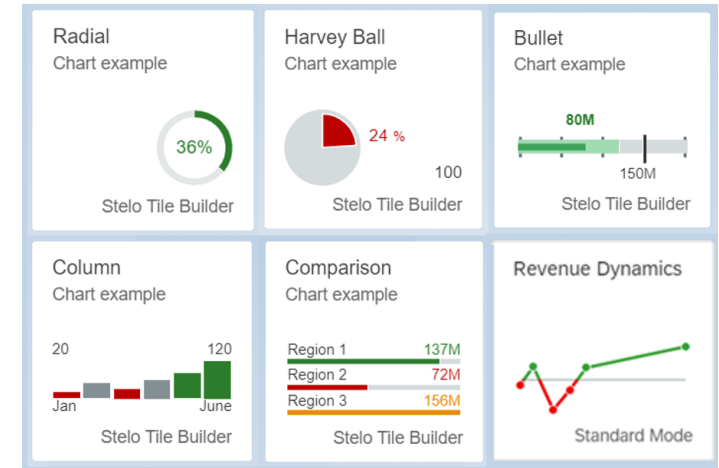 Radial
Chart example
36%
Stelo Tile Builder
Harvey Ball
Chart example
24 %
100
Stelo Tile Builder
Bullet
Chart example
80M
150M
Stelo Tile Builder
Column
Chart example
20 120
Jan June
Stelo Tile Builder
Comparison
Chart example
Region 1 137M
Region 2 72M
Region 3 156M
Stelo Tile Builder
Revenue Dynamics
Standard Mode